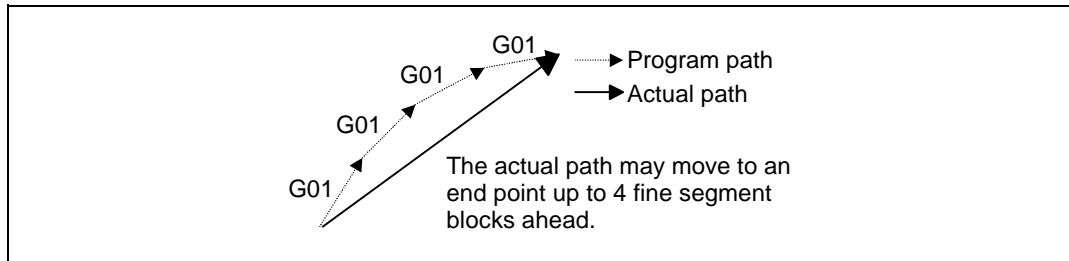 G01
Program path
G01
Actual path
G01
The actual path may move to an
end point up to 4 fine segment
blocks ahead.
G01